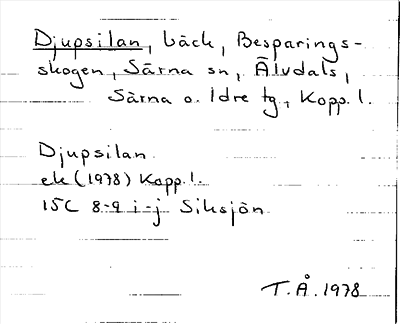 Djupsilan, bäck, Besparings-
skogen, Särna sn, Älvdals,
Särna o. Idre tg., Kopp. l.
Djupsilan
ek (1978) Kopp. l.
15C 8-9 i-j Siksjön
T.Å. 1978